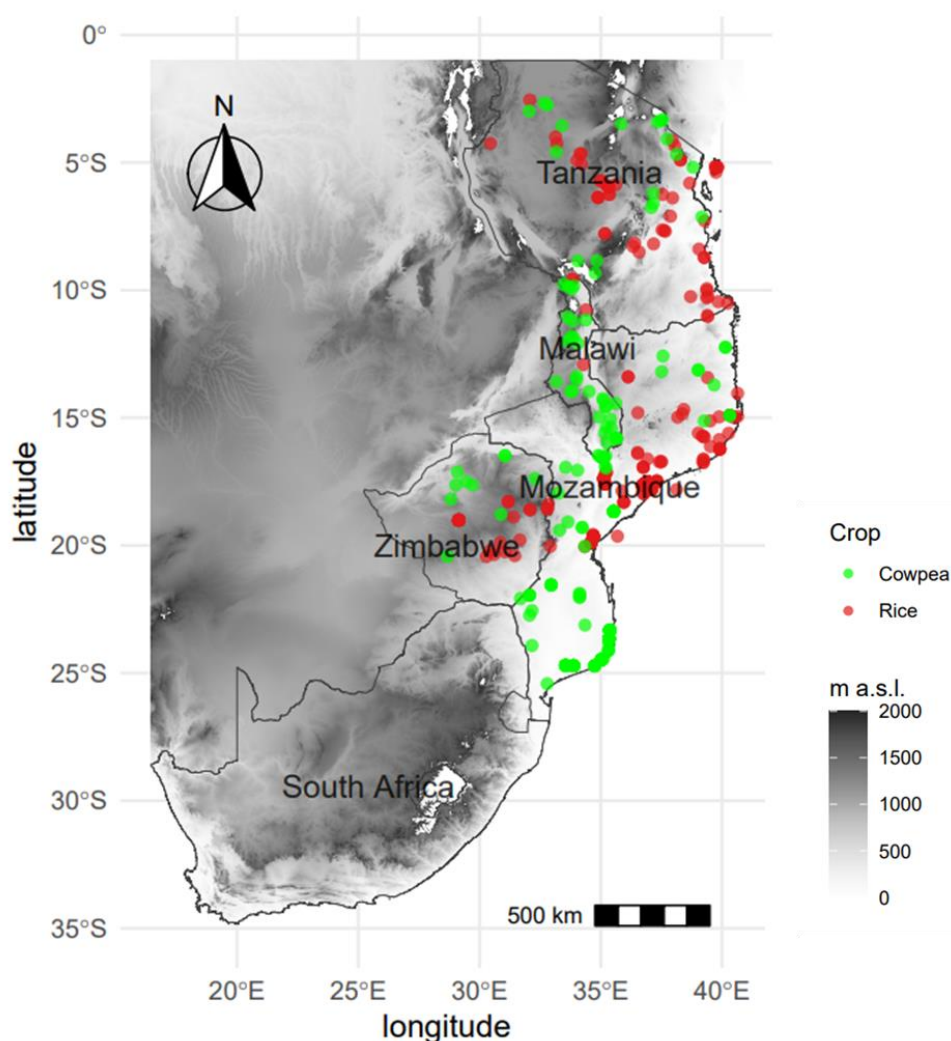 0°
5°S
10°S
15°S
20°S
25°S
30°S
35°S
latitude
N
Tanzania
Malawi
Mozambique
Zimbabwe
South Africa
500 km
20°E
25°E
30°E
35°E
40°E
longitude
Crop
Cowpea
Rice
m a.s.l.
2000
1500
1000
500
0